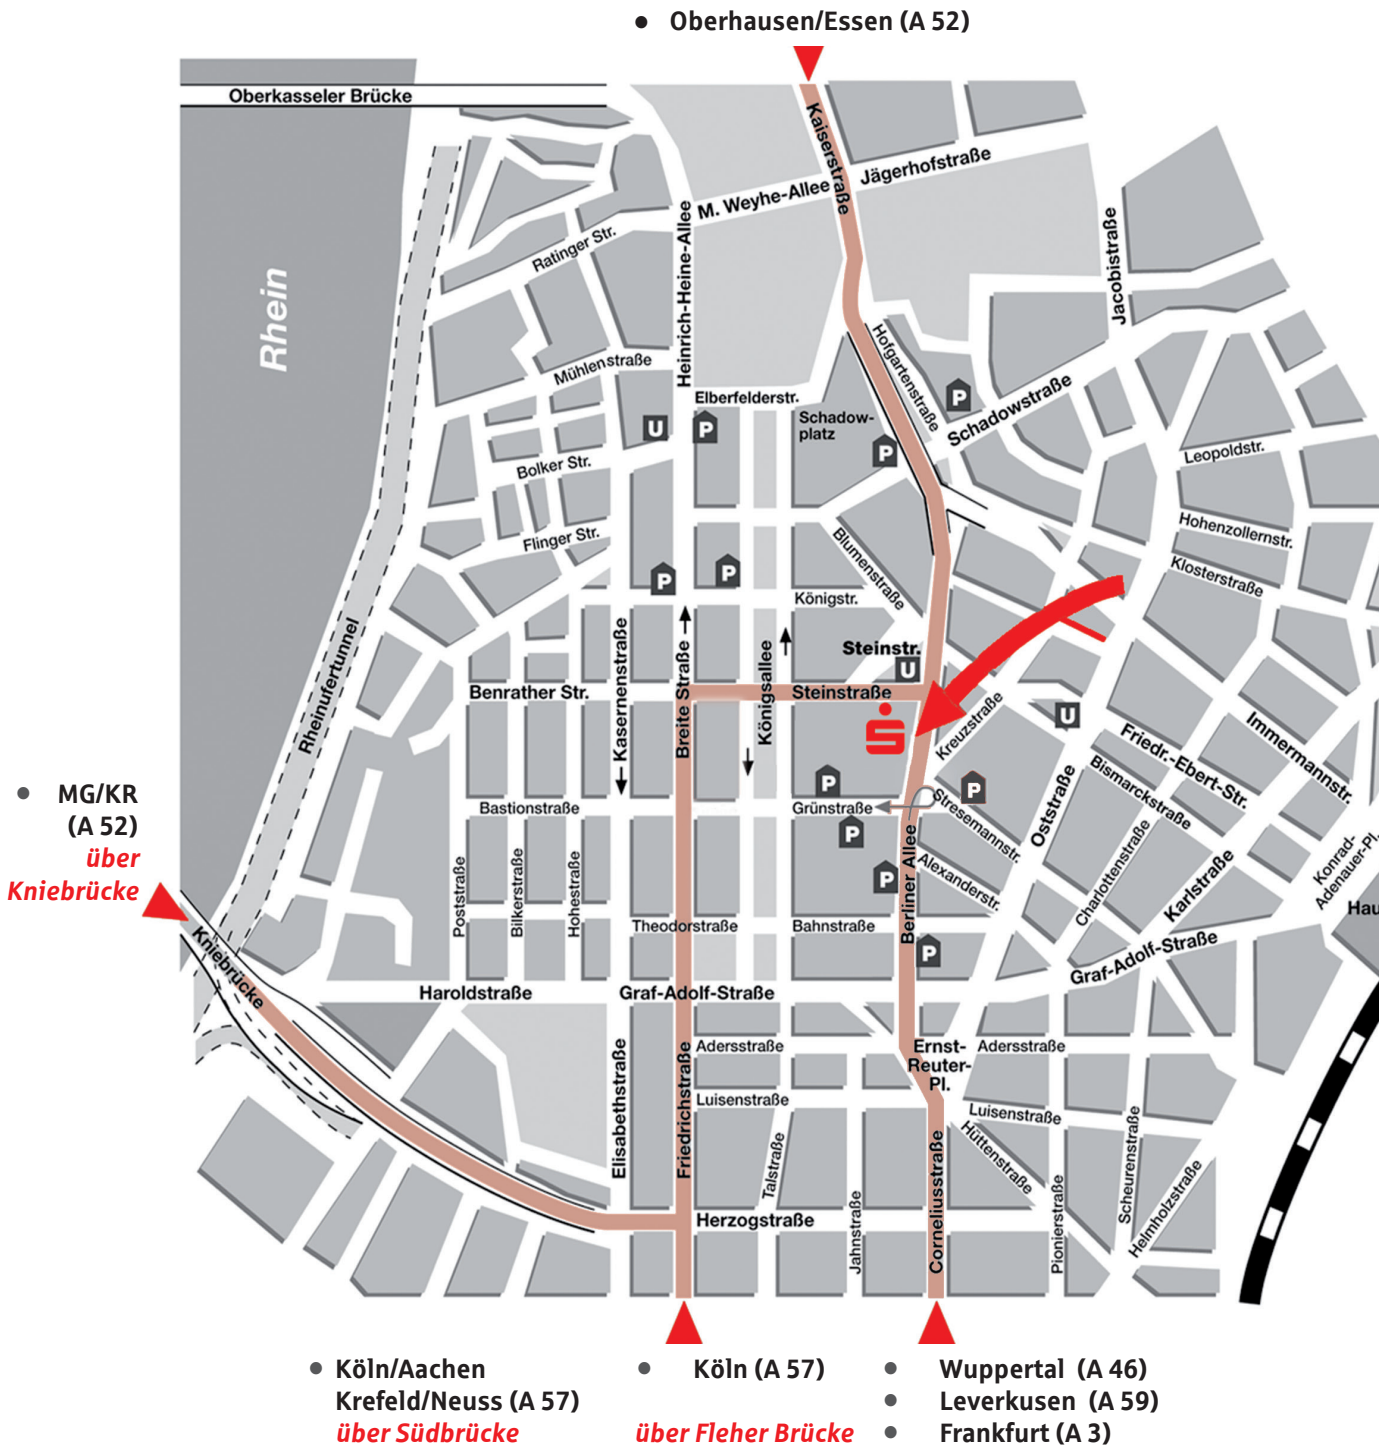 Oberhausen/Essen (A 52)
Oberkasseler Brücke
Kaiserstraße
Jägerhofstraße
M. Weyhe-Allee
Ratinger Str.
Heinrich-Heine-Allee
Jacobistraße
Rhein
Mühlenstraße
Hofgartenstraße
Elberfelderstr.
Schadow-
platz
Schadowstraße
P
U
P
P
Leopoldstr.
Bolker Str.
Flinger Str.
Hohenzollernstr.
Blumenstraße
Klosterstraße
P
P
Königstr.
Rheinufertunnel
Kasernenstraße
Breite Straße
Königsallee
Steinstr.
U
Benrather Str.
Steinstraße
Kreuzstraße
U
Immermannstr.
Friedr.-Ebert-Str.
Bismarckstraße
MG/KR
(A 52)
über
Kniebrücke
P
P
Bastionstraße
Grünstraße
Stresemannstr.
Oststraße
P
Poststraße
Bilkerstraße
Hohestraße
Berliner Allee
P
Alexanderstr.
Charlottenstraße
Karlstraße
Konrad-
Adenauer-Pl.
Hau
Theodorstraße
Bahnstraße
P
Kniebrücke
Graf-Adolf-Straße
Haroldstraße
Graf-Adolf-Straße
Adersstraße
Ernst-
Reuter-
Pl.
Adersstraße
Elisabethstraße
Friedrichstraße
Luisenstraße
Luisenstraße
Hüttenstraße
Talstraße
Scheurenstraße
Helmholzstraße
Pionierstraße
Herzogstraße
Jahnstraße
Corneliusstraße
Köln/Aachen
Krefeld/Neuss (A 57)
über Südbrücke
Köln (A 57)
über Fleher Brücke
Wuppertal (A 46)
Leverkusen (A 59)
Frankfurt (A 3)